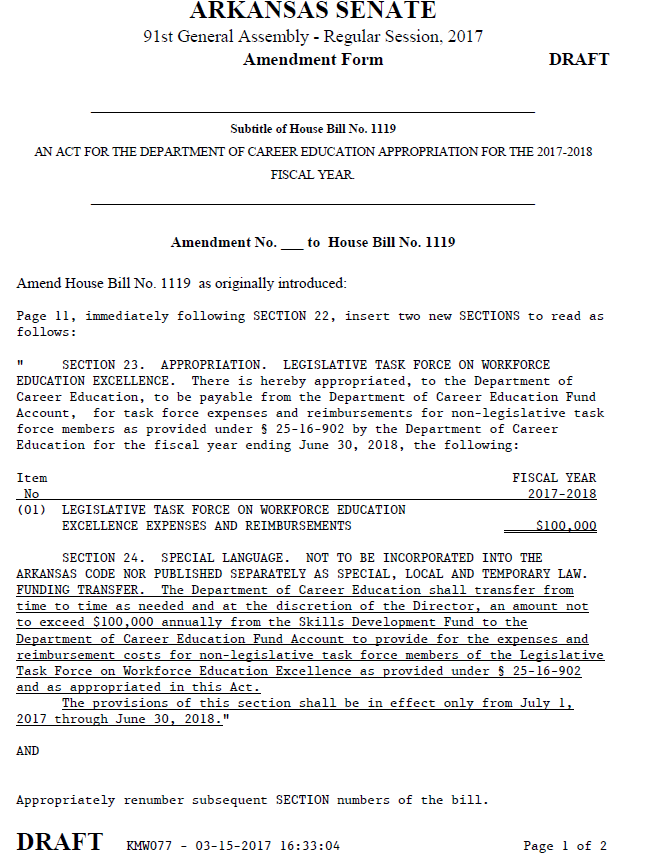 ARKANSAS SENATE
91st General Assembly - Regular Session, 2017
Amendment Form DRAFT
Subtitle of House Bill No. 1119
AN ACT FOR THE DEPARTMENT OF CAREER EDUCATION APPROPRIATION FOR THE 2017-2018
FISCAL YEAR.
Amendment No. ___ to House Bill No. 1119
Amend House Bill No. 1119 as originally introduced:
Page 11, immediately following SECTION 22, insert two new SECTIONS to read as
follows:
" SECTION 23. APPROPRIATION. LEGISLATIVE TASK FORCE ON WORKFORCE
EDUCATION EXCELLENCE. There is hereby appropriated, to the Department of
Career Education, to be payable from the Department of Career Education Fund
Account, for task force expenses and reimbursements for non-legislative task
force members as provided under § 25-16-902 by the Department of Career
Education for the fiscal year ending June 30, 2018, the following:
Item FISCAL YEAR
No 2017-2018
(01) LEGISLATIVE TASK FORCE ON WORKFORCE EDUCATION
EXCELLENCE EXPENSES AND REIMBURSEMENTS $100,000
SECTION 24. SPECIAL LANGUAGE. NOT TO BE INCORPORATED INTO THE
ARKANSAS CODE NOR PUBLISHED SEPARATELY AS SPECIAL, LOCAL AND TEMPORARY LAW.
FUNDING TRANSFER. The Department of Career Education shall transfer from
time to time as needed and at the discretion of the Director, an amount not
to exceed $100,000 annually from the Skills Development Fund to the
Department of Career Education Fund Account to provide for the expenses and
reimbursement costs for non-legislative task force members of the Legislative
Task Force on Workforce Education Excellence as provided under § 25-16-902
and as appropriated in this Act.
The provisions of this section shall be in effect only from July 1,
2017 through June 30, 2018."
AND
Appropriately renumber subsequent SECTION numbers of the bill.
DRAFT KMW077 - 03-15-2017 16:33:04 Page 1 of 2